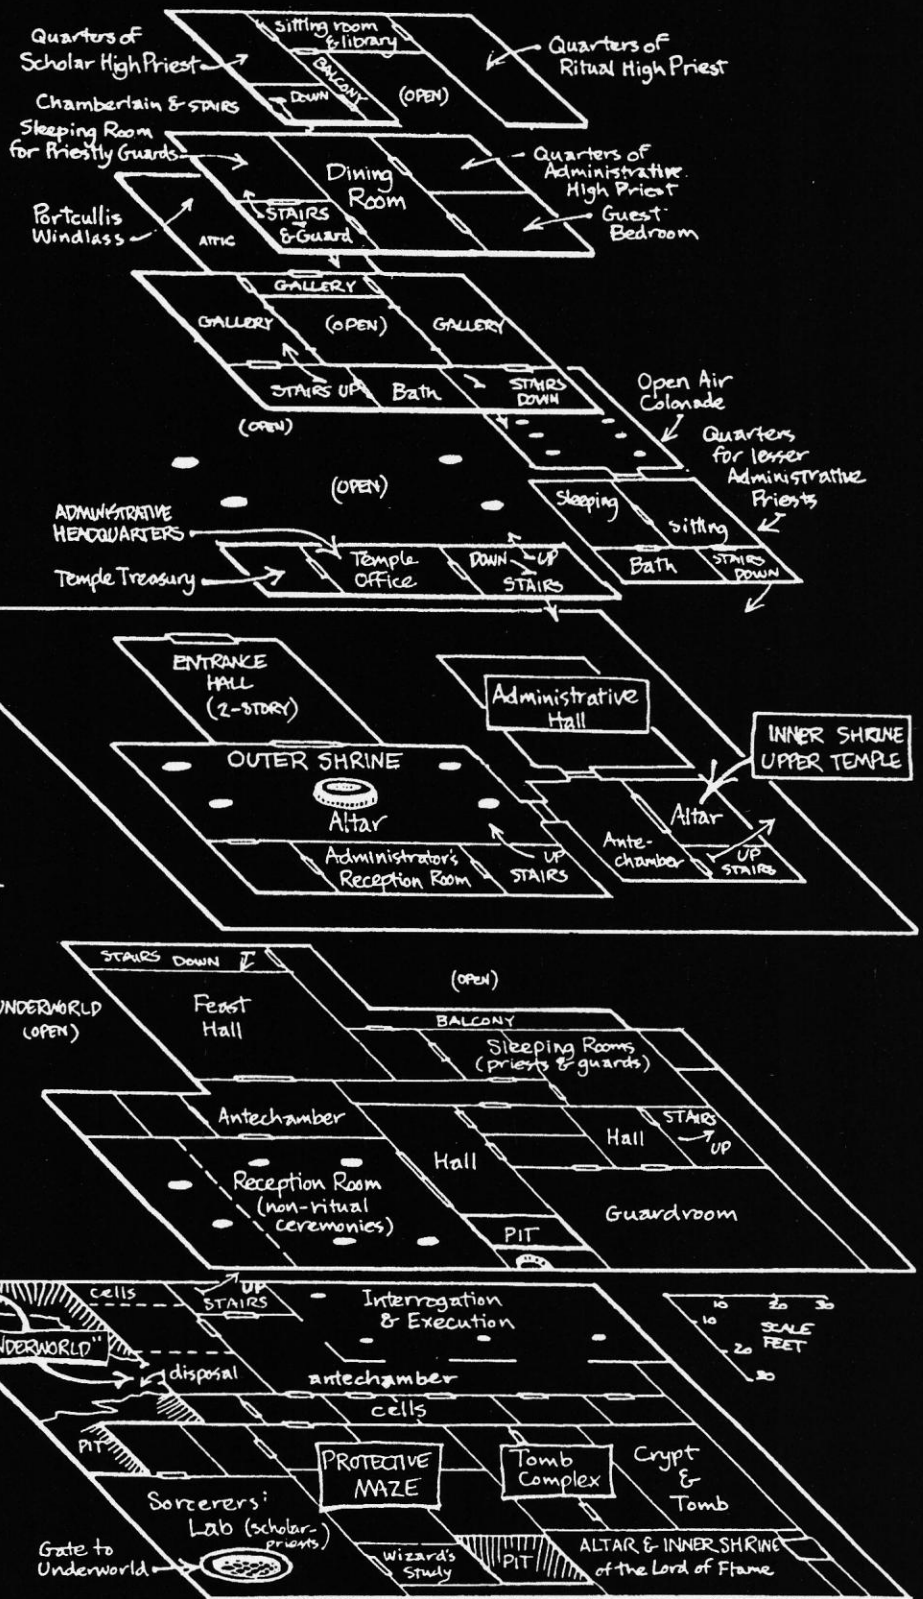 Quarters of
Scholar High Priest
Sitting room
& library
BALCONY
DOWN
(OPEN)
Quarters of
Ritual High Priest
Chamberlain & STAIRS
Sleeping Room
for Priestly Guards
Dining
Room
Quarters of
Administrative
High Priest
Guest
Bedroom
STAIRS
& Guard
Portcullis
Windlass
ATTIC
GALLERY
GALLERY
(OPEN)
GALLERY
STAIRS UP
Bath
STAIRS
DOWN
Open Air
Colonade
(OPEN)
(OPEN)
Quarters
for lesser
Administrative
Priests
Sleeping
Sitting
Bath
STAIRS
DOWN
ADMINISTRATIVE
HEADQUARTERS
Temple Treasury
Temple
Office
DOWN
UP
STAIRS
ENTRANCE
HALL
(2-STORY)
Administrative
Hall
INNER SHRINE
UPPER TEMPLE
OUTER SHRINE
Altar
Altar
Ante-
chamber
UP
STAIRS
Administrator's
Reception Room
UP
STAIRS
STAIRS DOWN
(OPEN)
Feast
Hall
UNDERWORLD
(OPEN)
BALCONY
Sleeping Rooms
(priests & guards)
Antechamber
Hall
Hall
STAIRS
UP
Reception Room
(non-ritual
ceremonies)
PIT
Guardroom
cells
UP
STAIRS
Interrogation
& Execution
10 20 30
SCALE
FEET
10
20
30
NDERWORLD"
disposal
antechamber
cells
PIT
PROTECTIVE
MAZE
Tomb
Complex
Crypt
&
Tomb
Sorcerers'
Lab (scholar-
priests)
Gate to
Underworld
Wizard's
Study
PIT
ALTAR & INNER SHRINE
of the Lord of Flame